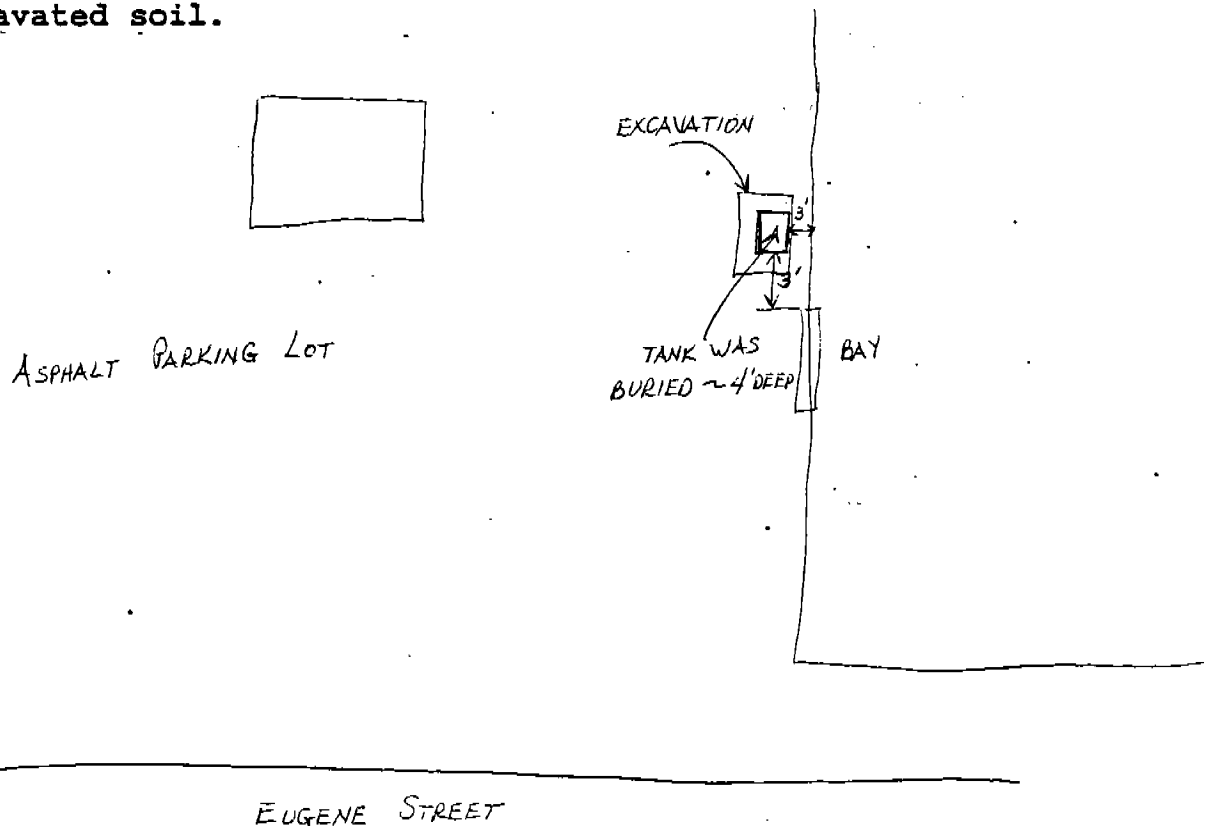 avated soil.
EXCAVATION
3'
3'
TANK WAS
BURIED ~ 4' DEEP
BAY
ASPHALT PARKING LOT
EUGENE STREET